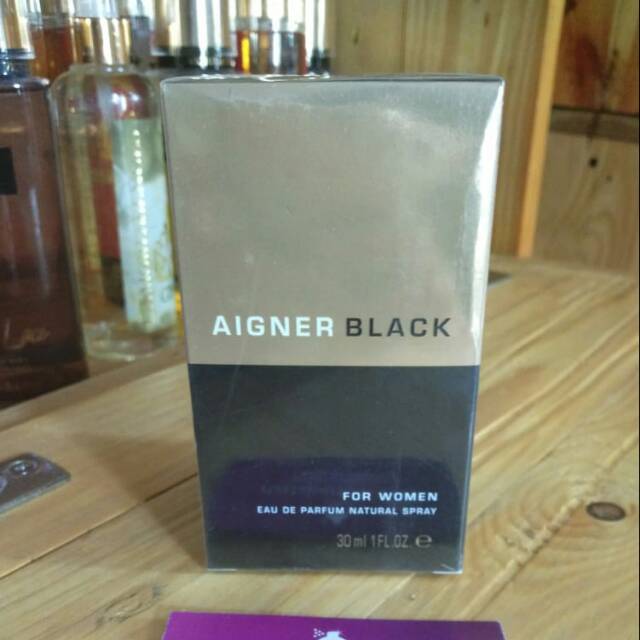 AIGNER BLACK
FOR WOMEN
EAU DE PARFUM NATURAL SPRAY
30 ml 1 FL.OZ. ℮